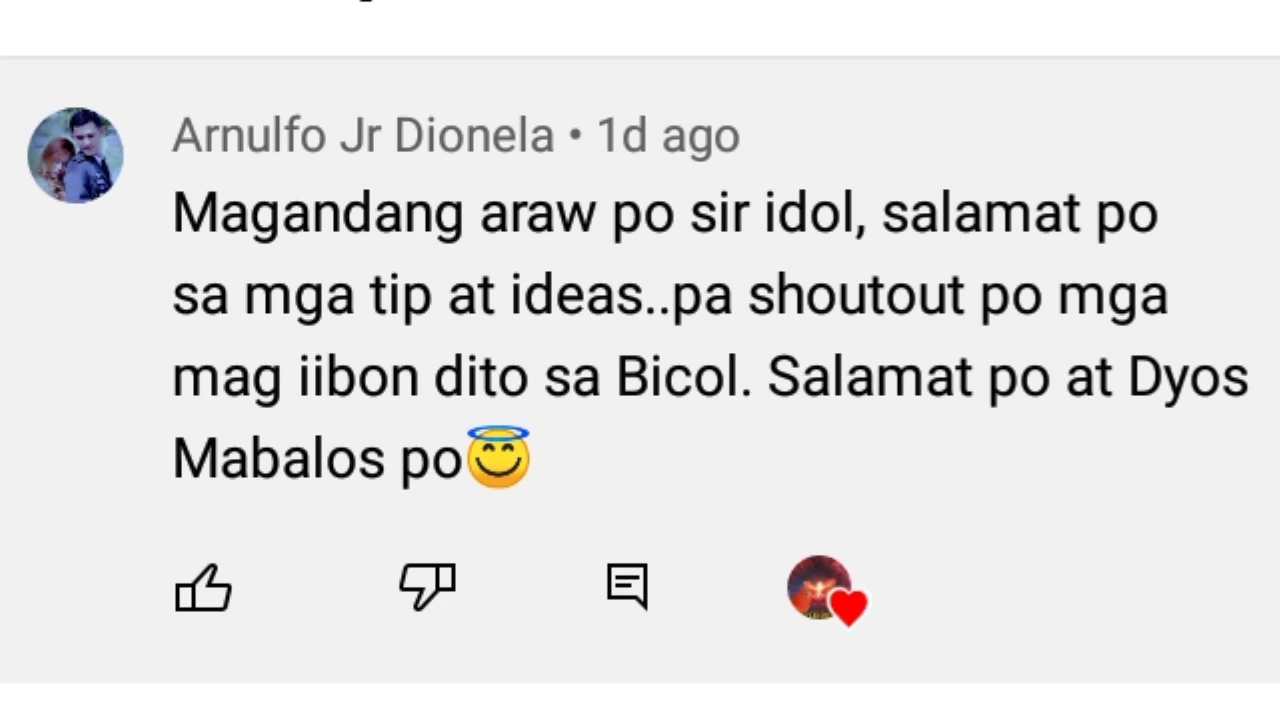 Arnulfo Jr Dionela • 1d ago
Magandang araw po sir idol, salamat po
sa mga tip at ideas..pa shoutout po mga
mag iibon dito sa Bicol. Salamat po at Dyos
Mabalos po😇